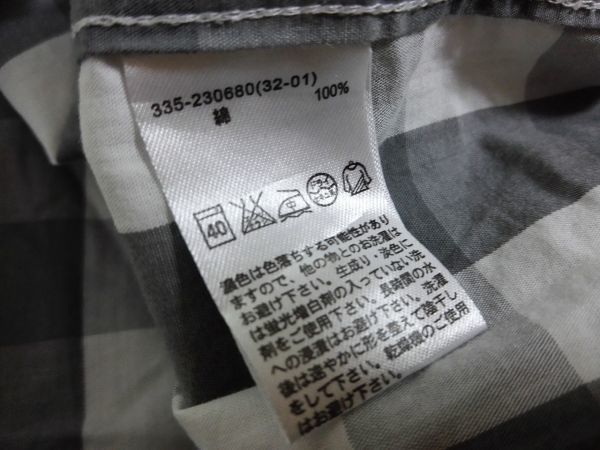 335-230680(32-01)
綿 100%
40
濃色は色落ちする可能性があり
ますので、他の物とのお洗濯は
お避け下さい。生成り・淡色に
は蛍光増白剤の入っていない洗
剤をご使用下さい。長時間の水
への浸漬はお避け下さい。洗濯
後は速やかに形を整えて陰干し
をして下さい。乾燥機のご使用
はお避け下さい。